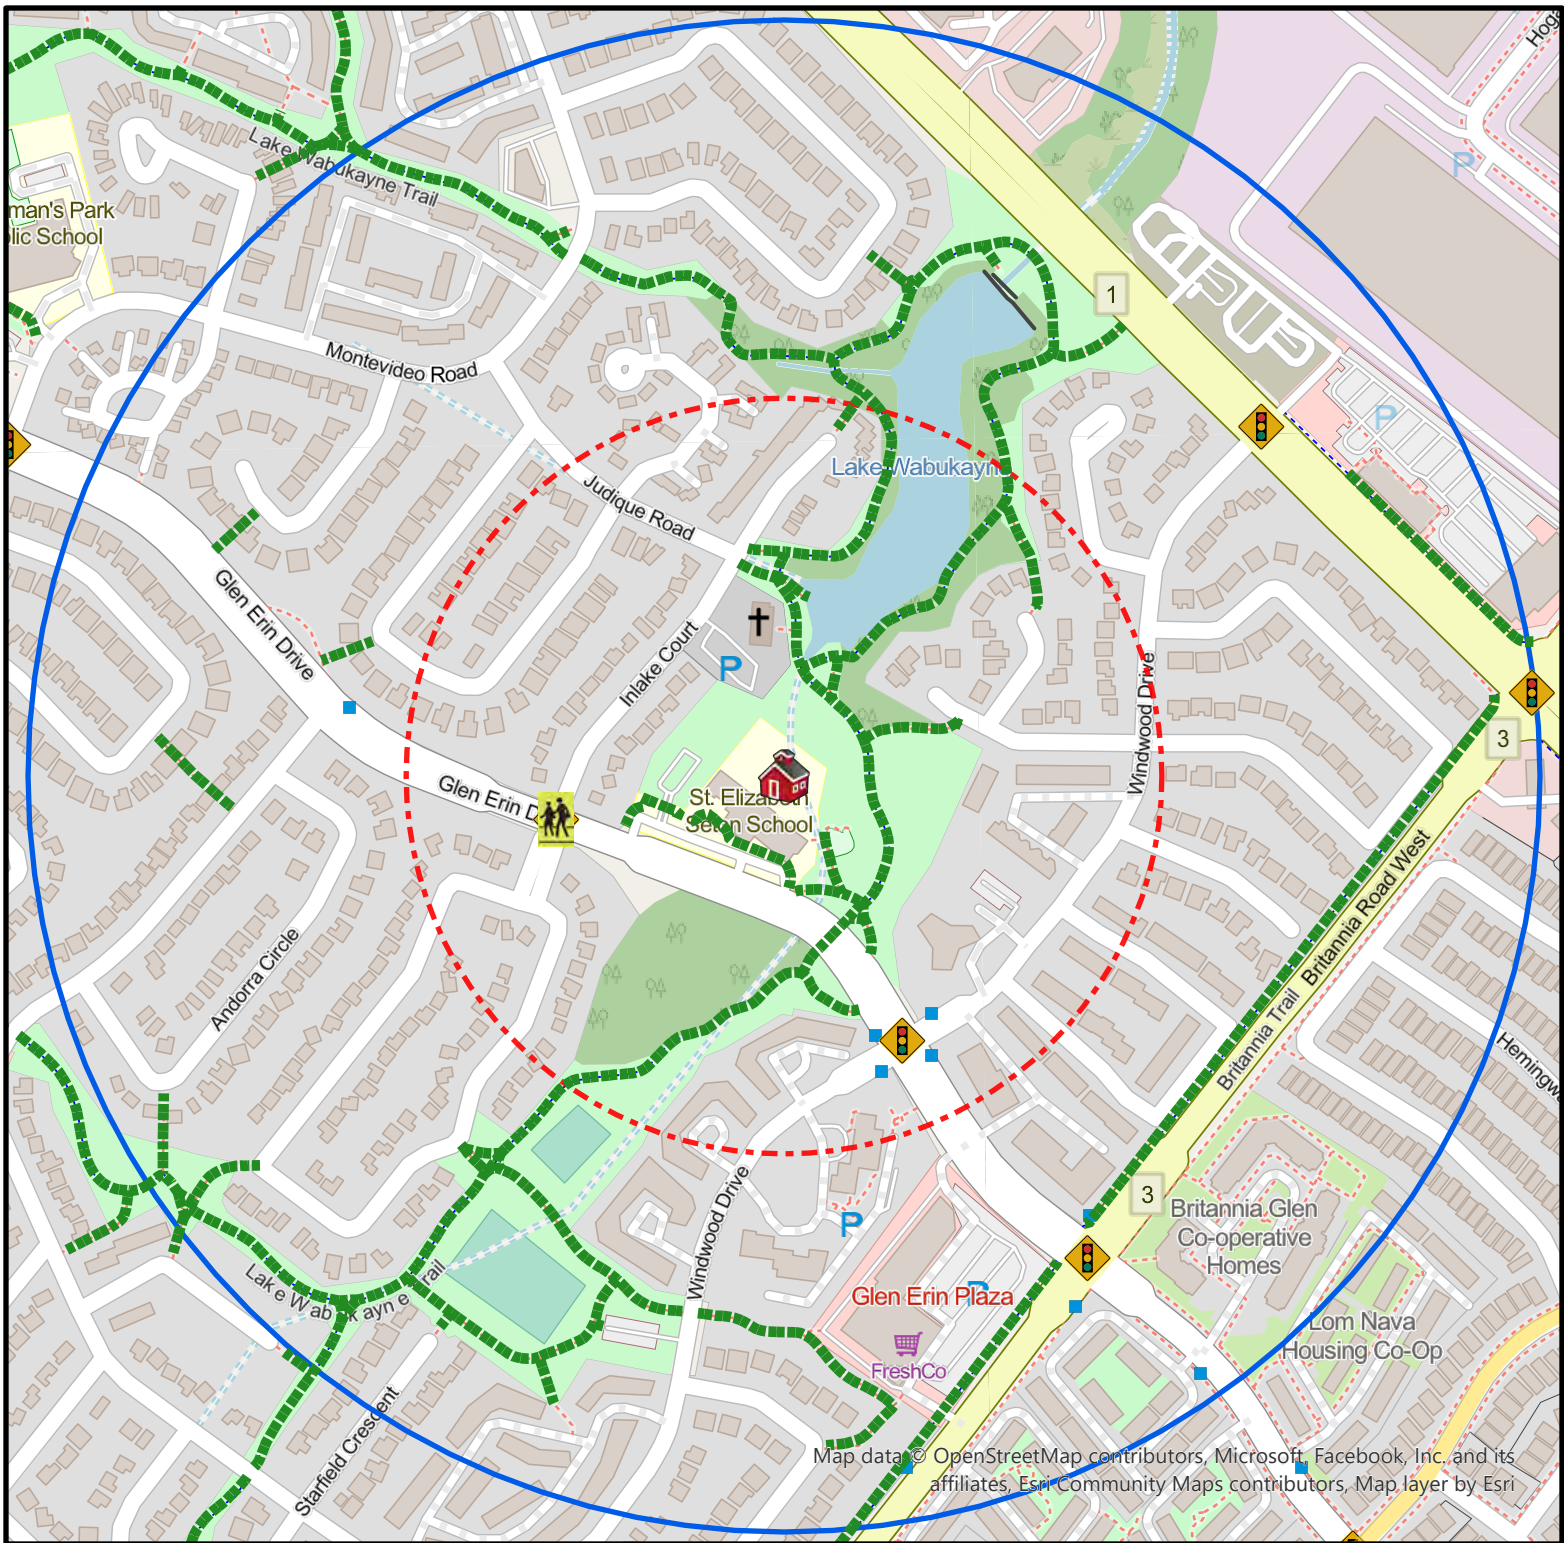 Hog
Lake Wabukayne Trail
P
man's Park
lic School
1
Montevideo Road
P
Lake Wabukayn
Judique Road
Glen Erin Drive
Inlake Court
P
Windwood Drive
3
Glen Erin D
St. Elizabeth
Seton School
Britannia Road West
Andorra Circle
Britannia Trail
Hemingw
3
Britannia Glen
Co-operative
Homes
Windwood Drive
P
Lake Wabukayne Trail
P
Glen Erin Plaza
Lom Nava
Housing Co-Op
FreshCo
Starfield Crescent
Map data © OpenStreetMap contributors, Microsoft, Facebook, Inc. and its
affiliates, Esri Community Maps contributors, Map layer by Esri